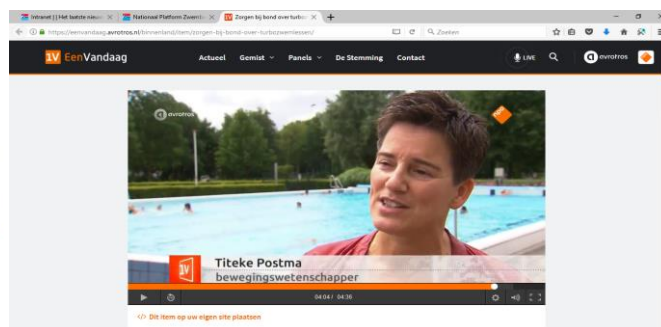 Intranet || Het laatste nieuws
Nationaal Platform Zwemb
Zorgen bij bond over turbo
https://eenvandaag.avrotros.nl/binnenland/item/zorgen-bij-bond-over-turbozwemlessen/
Zoeken
1V EenVandaag
Actueel Gemist Panels De Stemming Contact
LIVE
avrotros
avrotros
1V
Titeke Postma
bewegingswetenschapper
04:04 / 04:36
</> Dit item op uw eigen site plaatsen